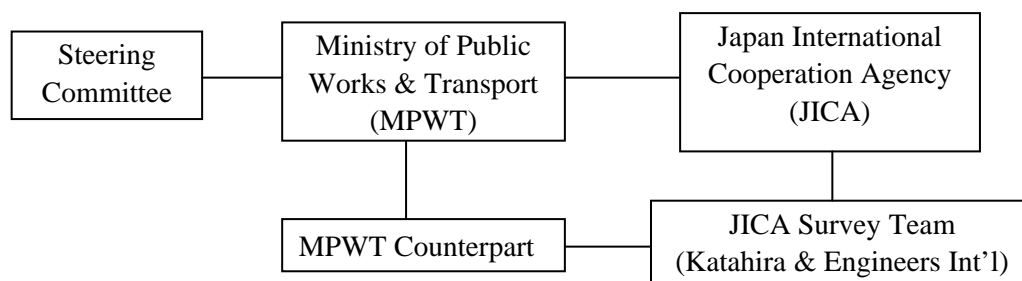 Steering
Committee
Ministry of Public
Works & Transport
(MPWT)
Japan International
Cooperation Agency
(JICA)
MPWT Counterpart
JICA Survey Team
(Katahira & Engineers Int’l)